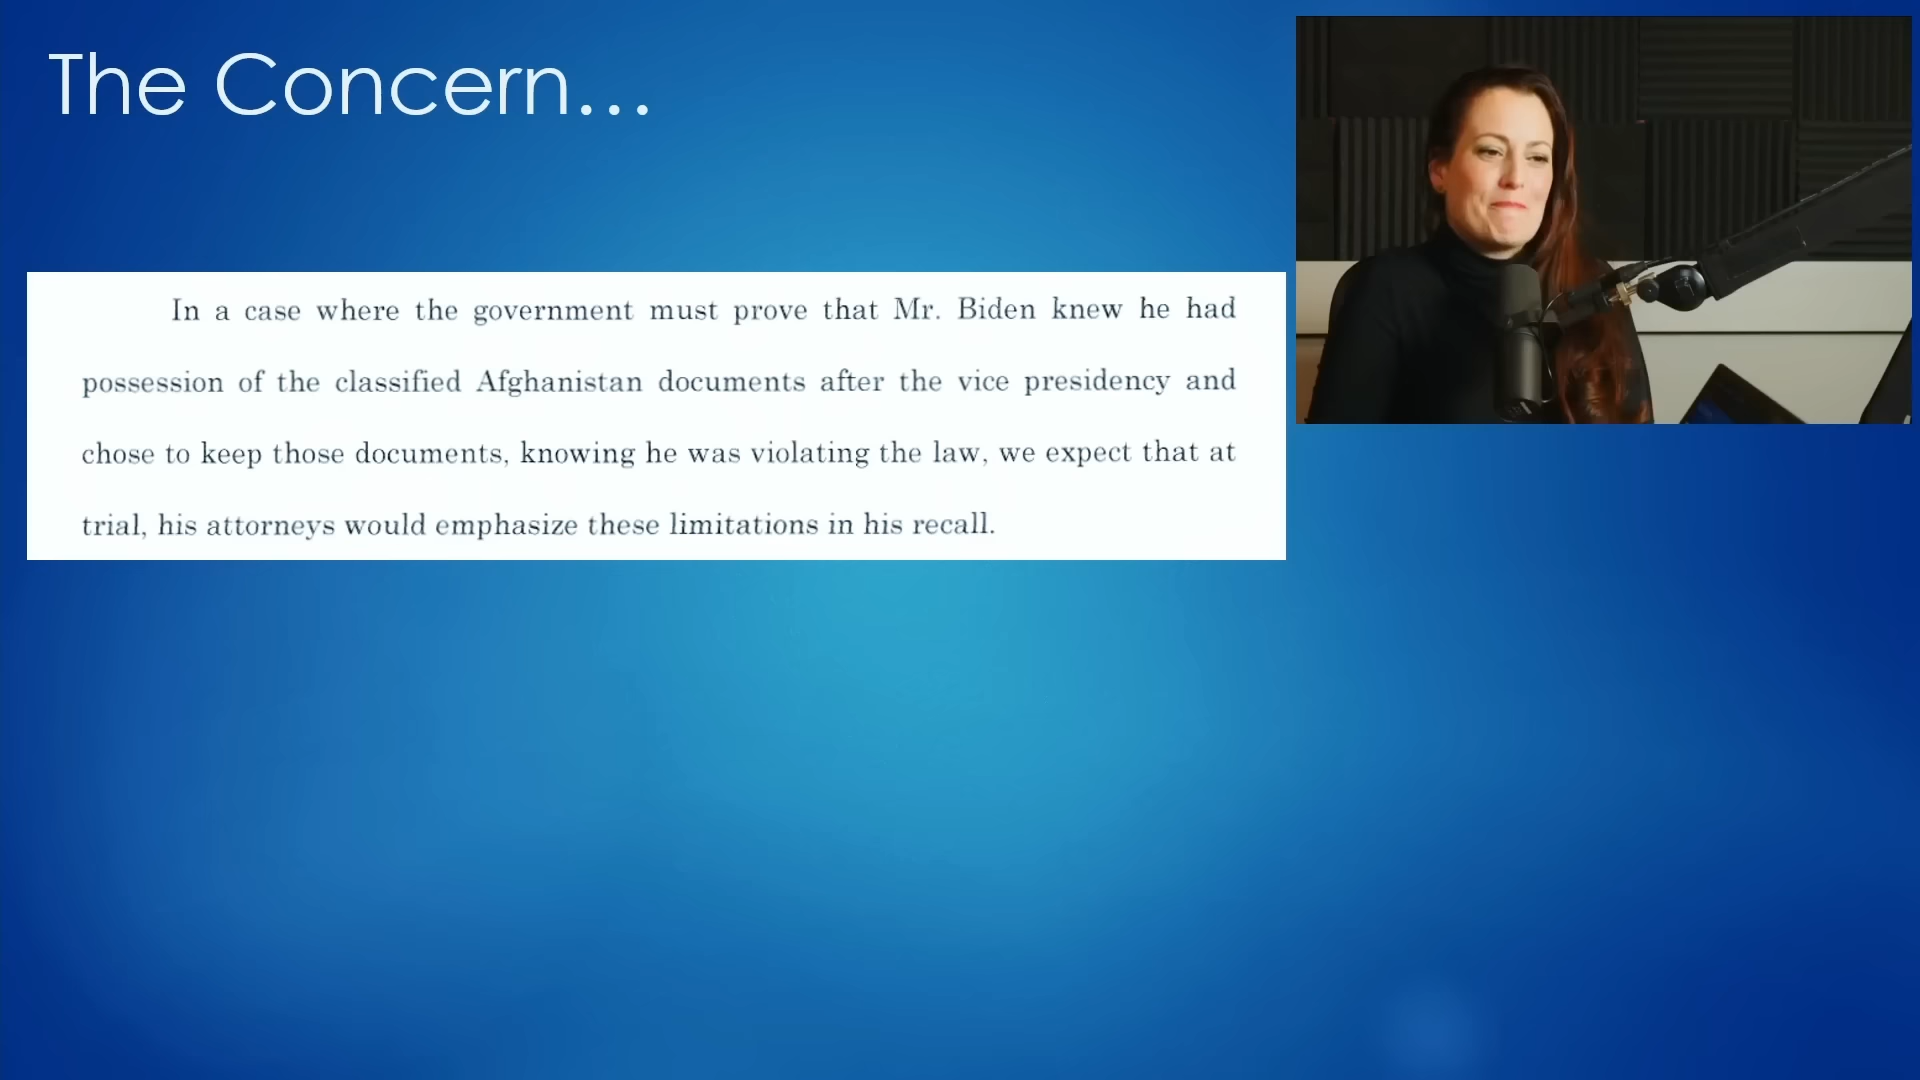 The Concern...
In a case where the government must prove that Mr. Biden knew he had
possession of the classified Afghanistan documents after the vice presidency and
chose to keep those documents, knowing he was violating the law, we expect that at
trial, his attorneys would emphasize these limitations in his recall.